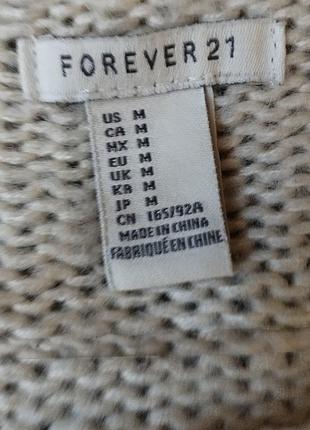 FOREVER 21
US M
CA M
MX M
EU M
UK M
KR M
JP M
CN 165/92A
MADE IN CHINA
FABRIQUÉ EN CHINE